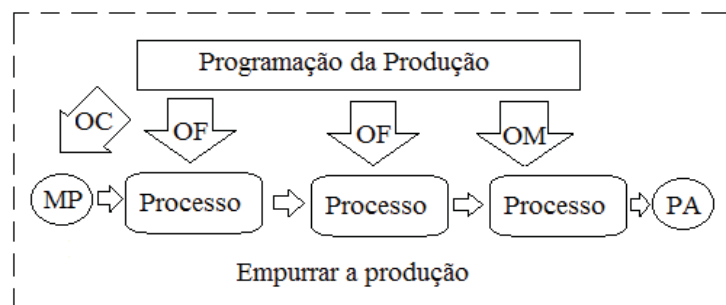 Programação da Produção
OC
OF
OF
OM
MP
Processo
Processo
Processo
PA
Empurrar a produção